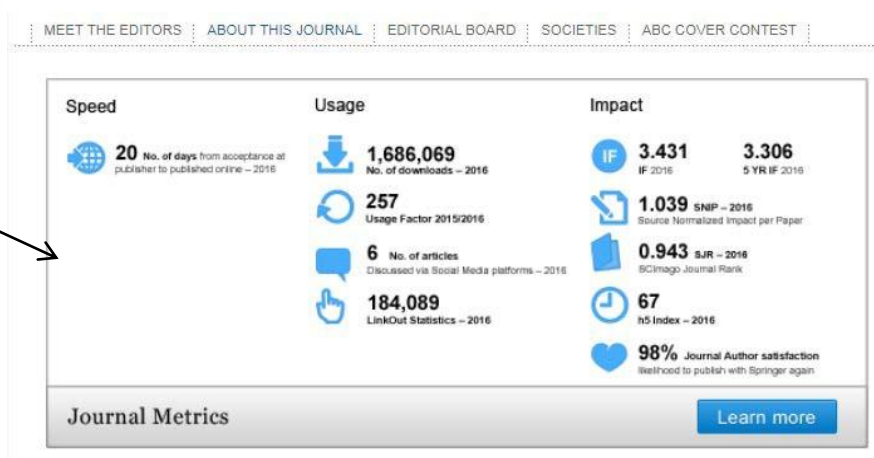 MEET THE EDITORS ABOUT THIS JOURNAL EDITORIAL BOARD SOCIETIES ABC COVER CONTEST
Speed
20 No. of days from acceptance at
publisher to published online – 2016
Usage
1,686,069
No. of downloads – 2016
257
Usage Factor 2015/2016
6 No. of articles
Discussed via Social Media platforms – 2016
184,089
LinkOut Statistics – 2016
Impact
IF
3.431
IF 2016
3.306
5 YR IF 2016
1.039 SNIP – 2016
Source Normalized Impact per Paper
0.943 SJR – 2016
SCImago Journal Rank
67
h5 Index – 2016
98% Journal Author satisfaction
likelihood to publish with Springer again
Journal Metrics
Learn more